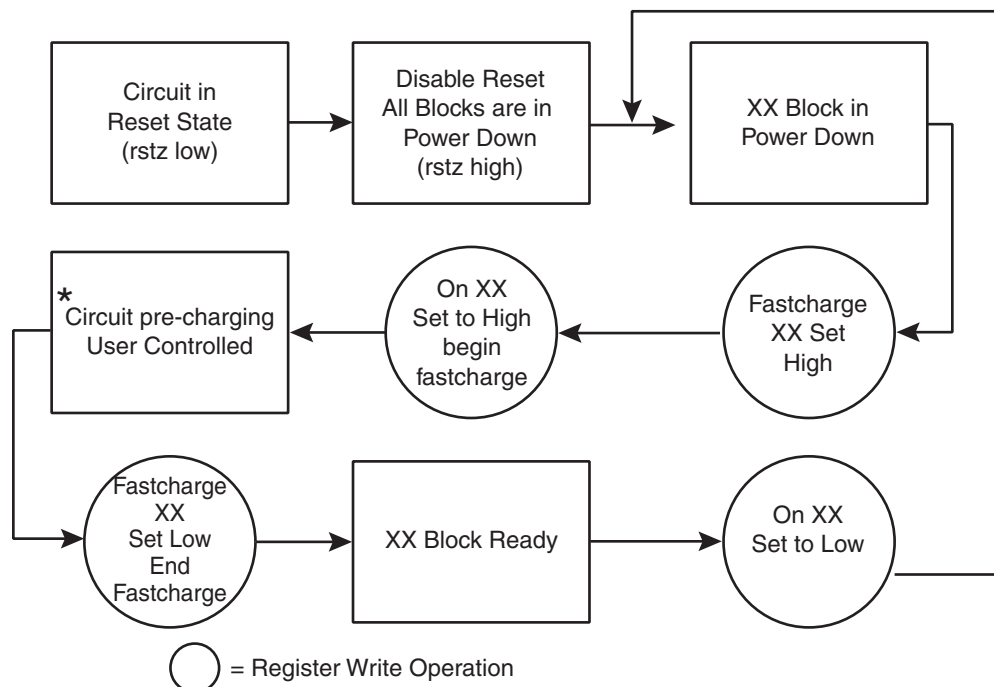 Circuit in
Reset State
(rstz low)
Disable Reset
All Blocks are in
Power Down
(rstz high)
XX Block in
Power Down
Fastcharge
XX Set
High
On XX
Set to High
begin
fastcharge
*
Circuit pre-charging
User Controlled
Fastcharge
XX
Set Low
End
Fastcharge
XX Block Ready
On XX
Set to Low
= Register Write Operation